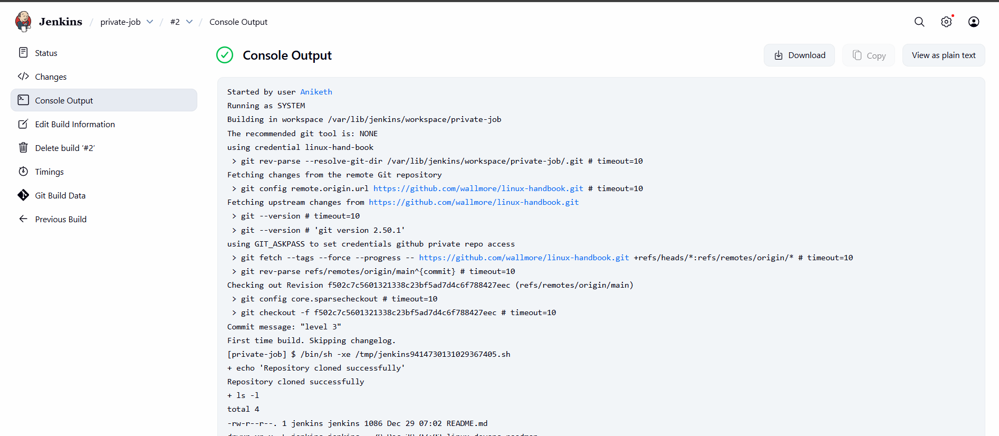 Jenkins / private-job / #2 / Console Output
Status
Changes
Console Output
Edit Build Information
Delete build ‘#2’
Timings
Git Build Data
Previous Build
Console Output
Download
Copy
View as plain text
Started by user Aniketh
Running as SYSTEM
Building in workspace /var/lib/jenkins/workspace/private-job
The recommended git tool is: NONE
using credential linux-hand-book
 > git rev-parse --resolve-git-dir /var/lib/jenkins/workspace/private-job/.git # timeout=10
Fetching changes from the remote Git repository
 > git config remote.origin.url https://github.com/wallmore/linux-handbook.git # timeout=10
Fetching upstream changes from https://github.com/wallmore/linux-handbook.git
 > git --version # timeout=10
 > git --version # 'git version 2.50.1'
using GIT_ASKPASS to set credentials github private repo access
 > git fetch --tags --force --progress -- https://github.com/wallmore/linux-handbook.git +refs/heads/*:refs/remotes/origin/* # timeout=10
 > git rev-parse refs/remotes/origin/main^{commit} # timeout=10
Checking out Revision f502c7c5601321338c23bf5ad7d4c6f788427eec (refs/remotes/origin/main)
 > git config core.sparsecheckout # timeout=10
 > git checkout -f f502c7c5601321338c23bf5ad7d4c6f788427eec # timeout=10
Commit message: "level 3"
First time build. Skipping changelog.
[private-job] $ /bin/sh -xe /tmp/jenkins9414730131029367405.sh
+ echo 'Repository cloned successfully'
Repository cloned successfully
+ ls -l
total 4
-rw-r--r--. 1 jenkins jenkins 1086 Dec 29 07:02 README.md